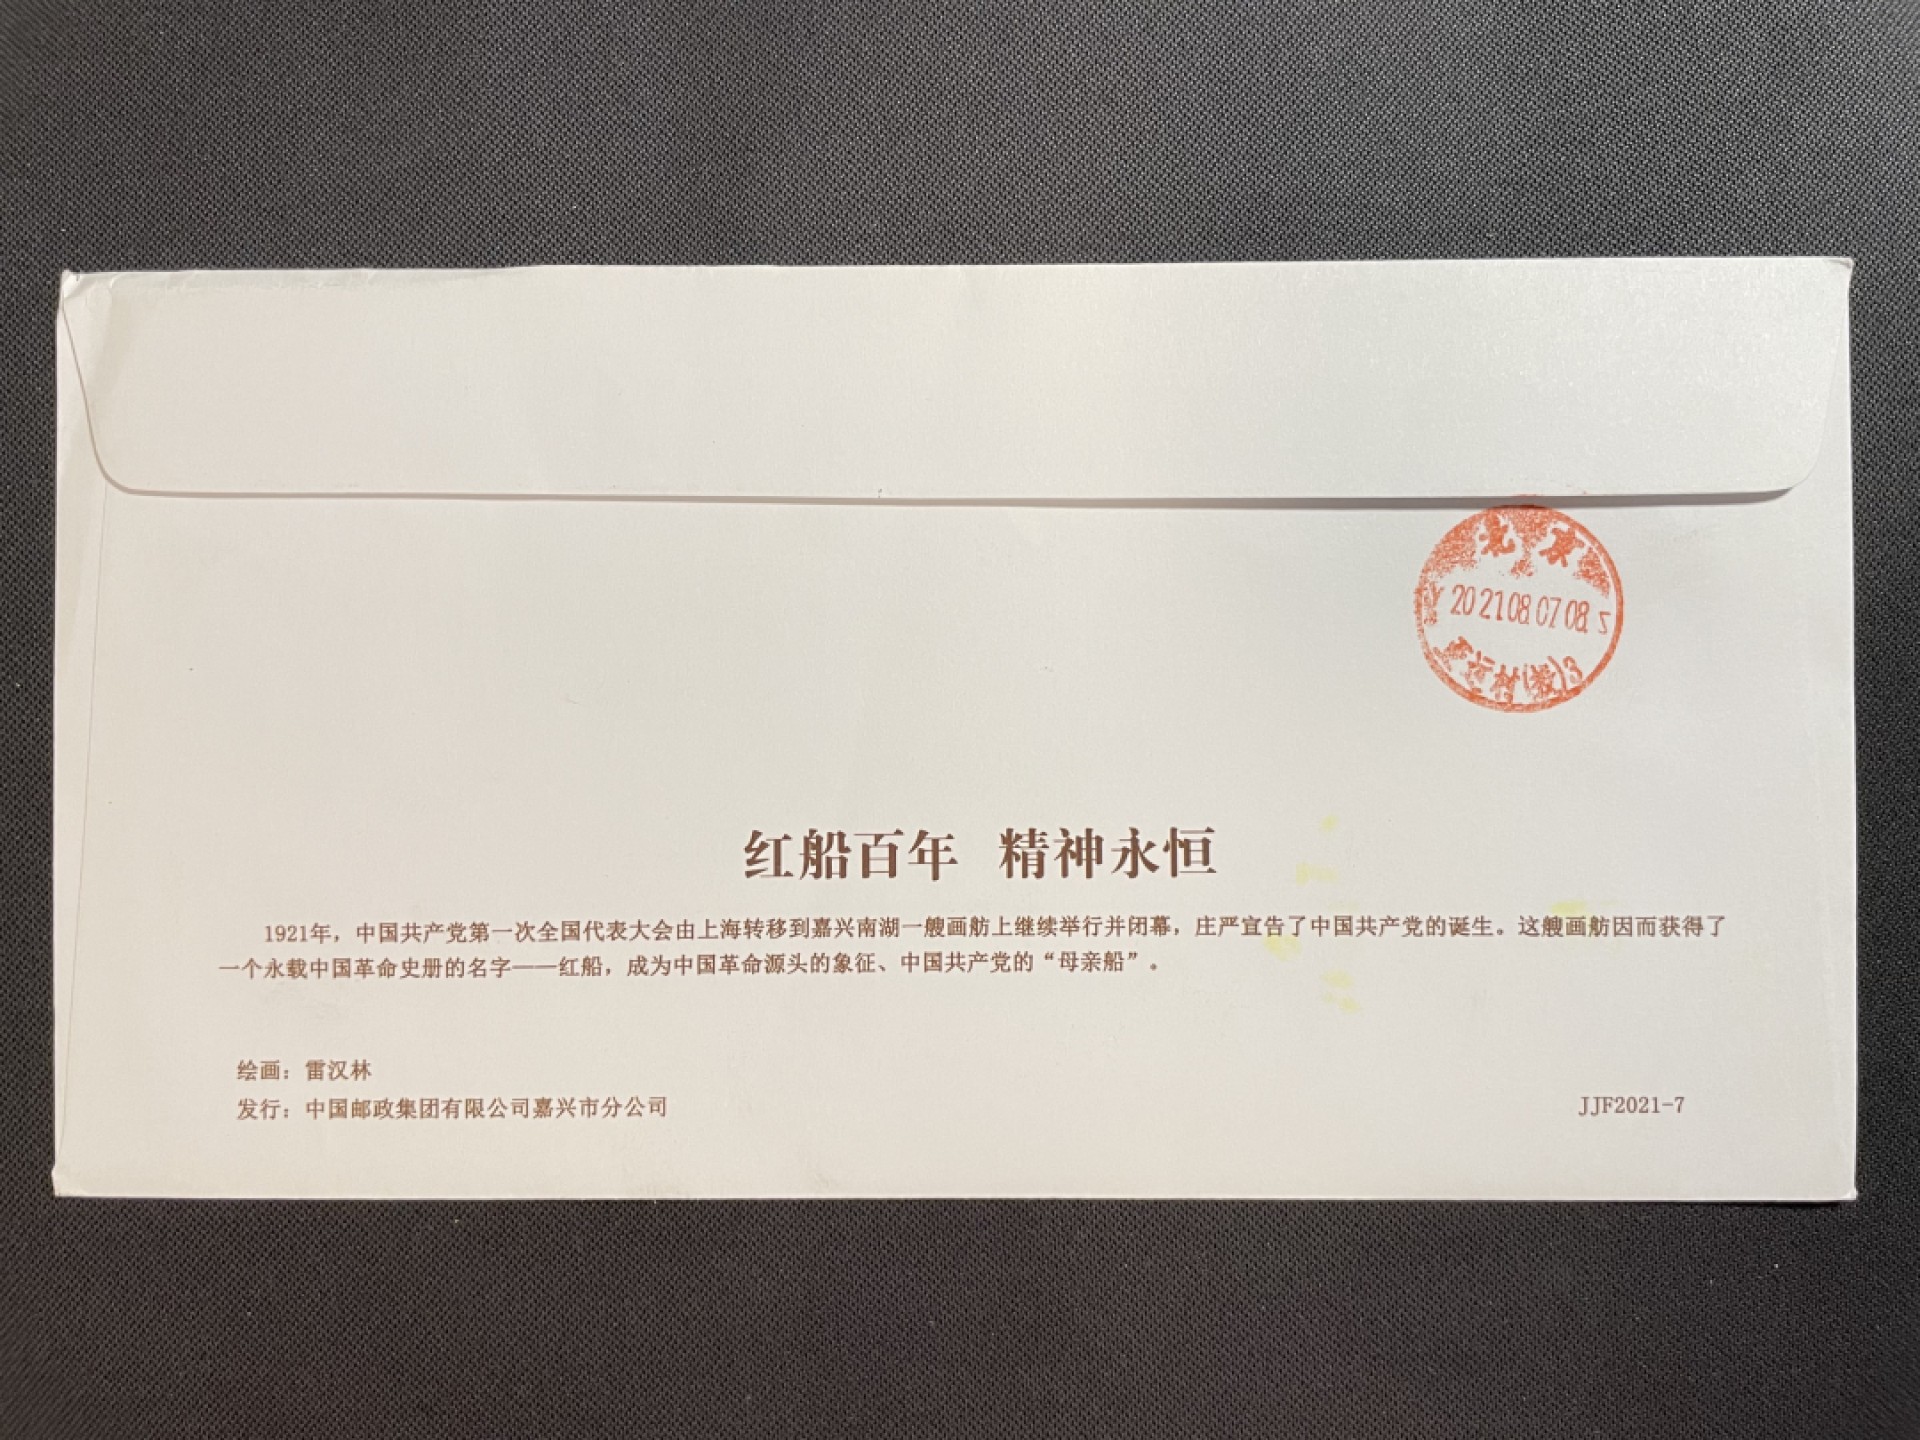 北京
2021.08.07.08
村(投)3
红船百年 精神永恒
1921年，中国共产党第一次全国代表大会由上海转移到嘉兴南湖一艘画舫上继续举行并闭幕，庄严宣告了中国共产党的诞生。这艘画舫因而获得了
一个永载中国革命史册的名字——红船，成为中国革命源头的象征、中国共产党的“母亲船”。
绘画：雷汉林
发行：中国邮政集团有限公司嘉兴市分公司
JJF2021-7